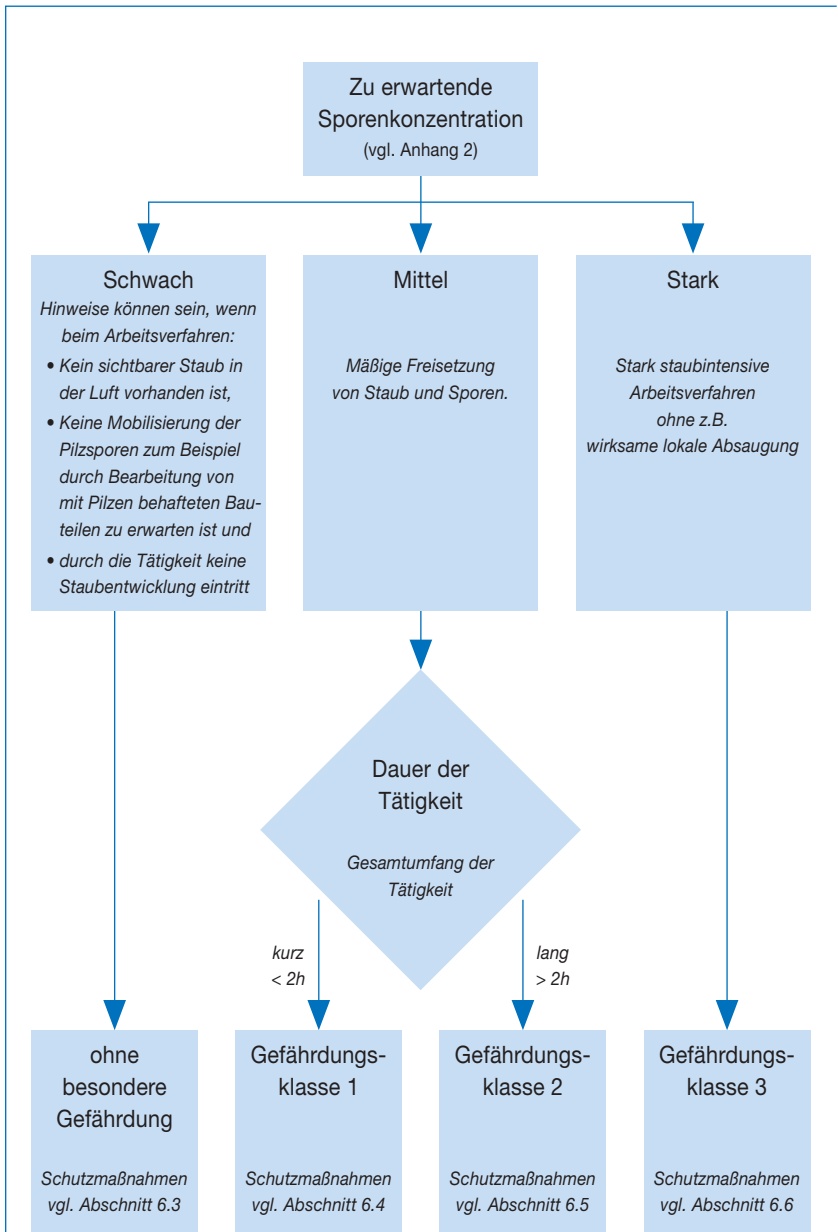 Zu erwartende
Sporenkonzentration
(vgl. Anhang 2)
Schwach
Hinweise können sein, wenn
beim Arbeitsverfahren:
• Kein sichtbarer Staub in
der Luft vorhanden ist,
• Keine Mobilisierung der
Pilzsporen zum Beispiel
durch Bearbeitung von
mit Pilzen behafteten Bau-
teilen zu erwarten ist und
• durch die Tätigkeit keine
Staubentwicklung eintritt
Mittel
Mäßige Freisetzung
von Staub und Sporen.
Stark
Stark staubintensive
Arbeitsverfahren
ohne z.B.
wirksame lokale Absaugung
Dauer der
Tätigkeit
Gesamtumfang der
Tätigkeit
kurz
< 2h
lang
> 2h
ohne
besondere
Gefährdung
Schutzmaßnahmen
vgl. Abschnitt 6.3
Gefährdungs-
klasse 1
Schutzmaßnahmen
vgl. Abschnitt 6.4
Gefährdungs-
klasse 2
Schutzmaßnahmen
vgl. Abschnitt 6.5
Gefährdungs-
klasse 3
Schutzmaßnahmen
vgl. Abschnitt 6.6